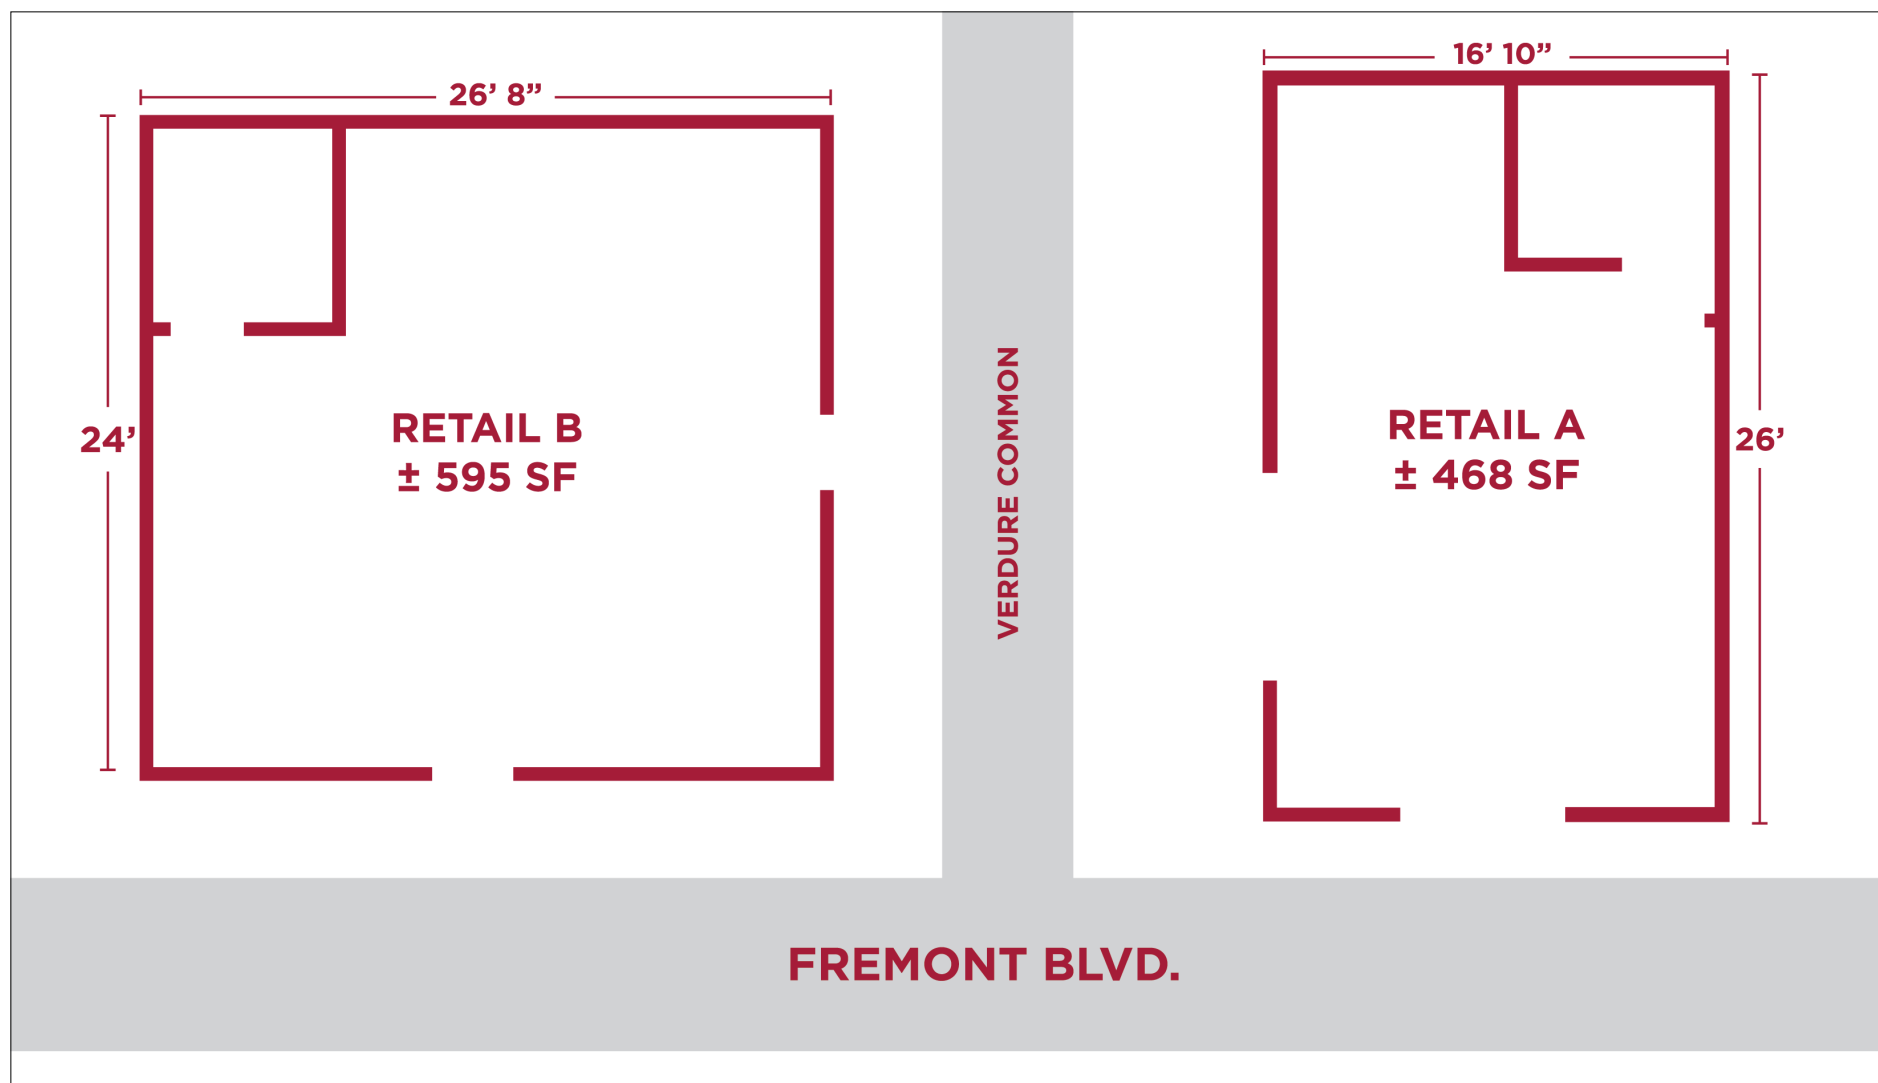 26’ 8”
24’
RETAIL B
± 595 SF
VERDURE COMMON
16’ 10”
RETAIL A
± 468 SF
26’
FREMONT BLVD.